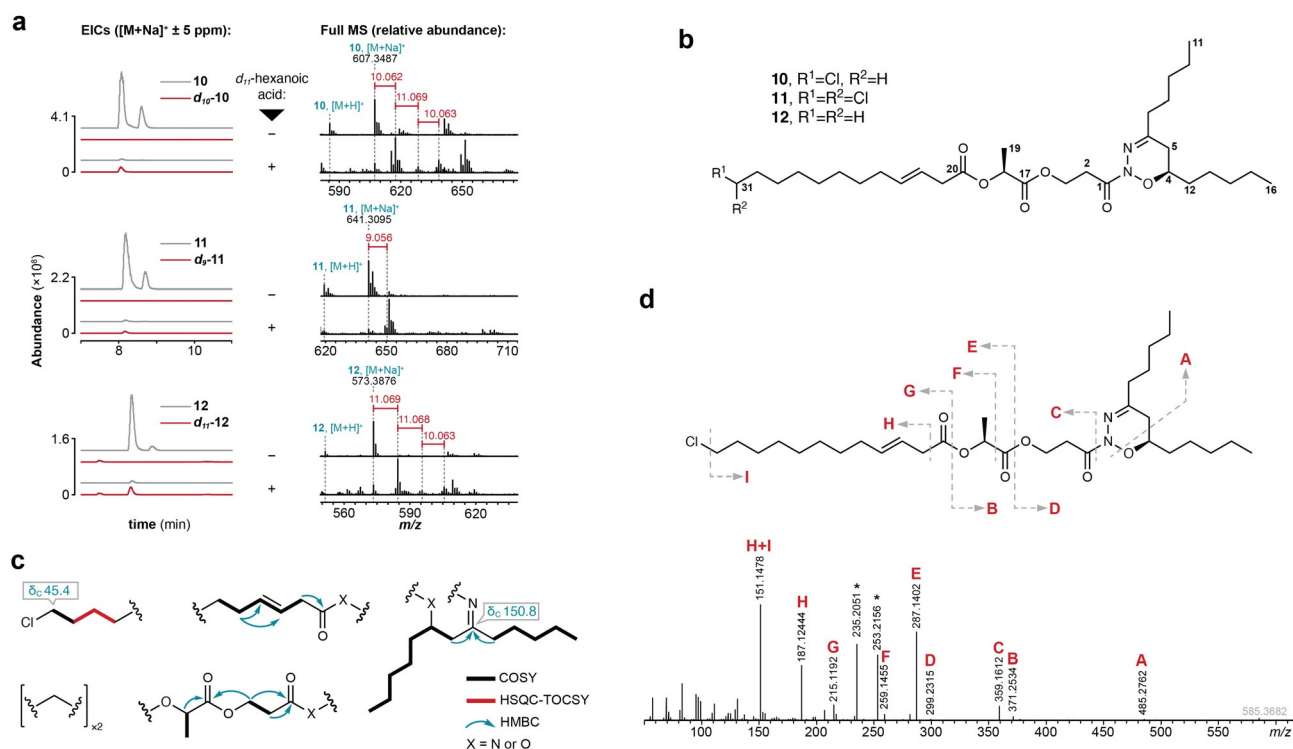 a
EICs ([M+Na]⁺ ± 5 ppm):
Full MS (relative abundance):
10
d10-10
4.1
0
d11-hexanoic
acid:
−
+
10, [M+Na]⁺
607.3487
10.062
11.069
10.063
10, [M+H]⁺
590
620
650
11
d9-11
2.2
0
−
+
11, [M+Na]⁺
641.3095
9.056
11, [M+H]⁺
620
650
680
710
8
10
Abundance (×10⁸)
12
d11-12
1.6
0
−
+
12, [M+Na]⁺
573.3876
11.069
11.068
10.063
12, [M+H]⁺
560
590
620
time (min)
m/z
b
10, R¹=Cl, R²=H
11, R¹=R²=Cl
12, R¹=R²=H
11
N
5
19
O
20
2
R¹
31
R²
O
17
O
O
1
O
N
O
4
12
16
c
δC 45.4
Cl
X
O
X
N
δC 150.8
×2
O
O
O
O
X
COSY
HSQC-TOCSY
HMBC
X = N or O
d
E
A
F
G
C
H
N
Cl
O
O
O
O
O
N
O
I
B
D
H+I
151.1478
H
187.12444
G
215.1192
235.2051 *
253.2156 *
F
259.1455
E
287.1402
D
299.2315
C
359.1612
B
371.2534
A
485.2762
585.3682
100
150
200
250
300
350
400
450
500
550
m/z